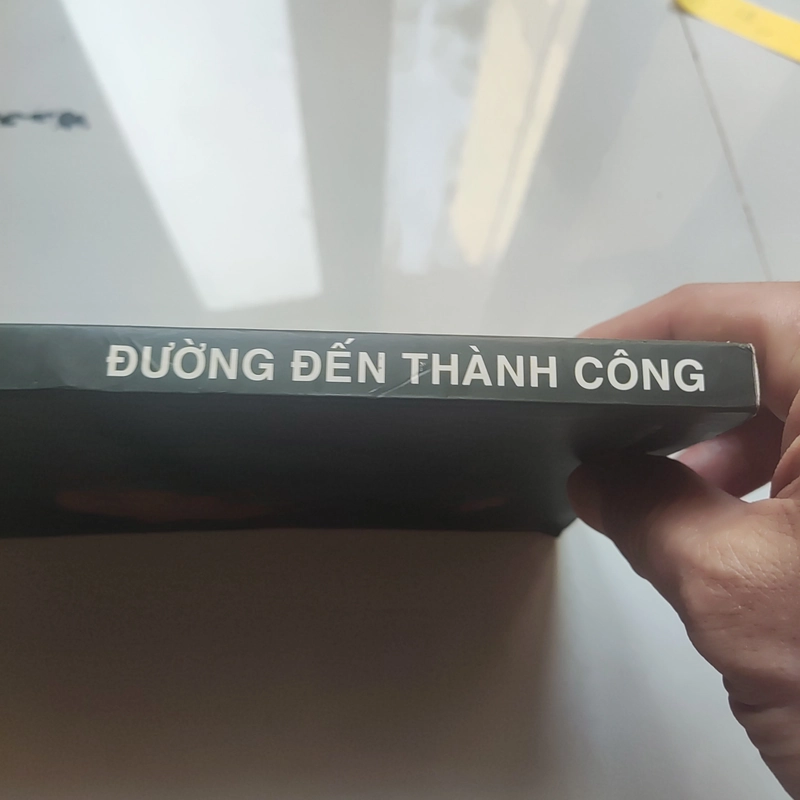 ĐƯỜNG ĐẾN THÀNH CÔNG